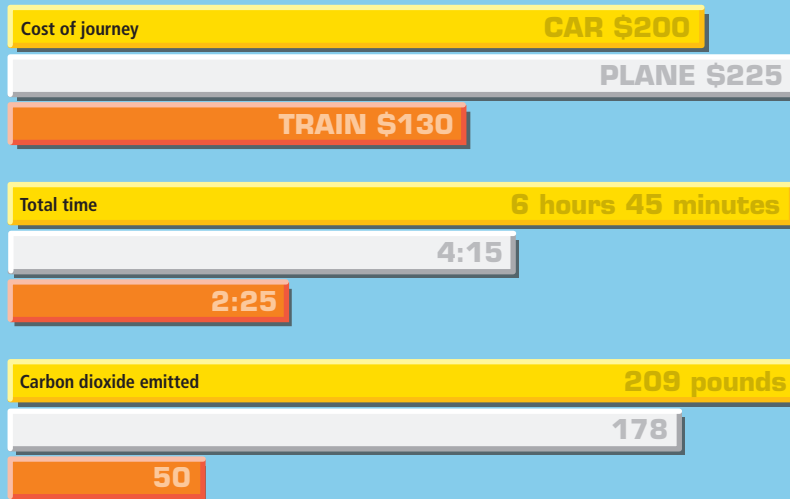 Cost of journey CAR $200
PLANE $225
TRAIN $130
Total time 6 hours 45 minutes
4:15
2:25
Carbon dioxide emitted 209 pounds
178
50